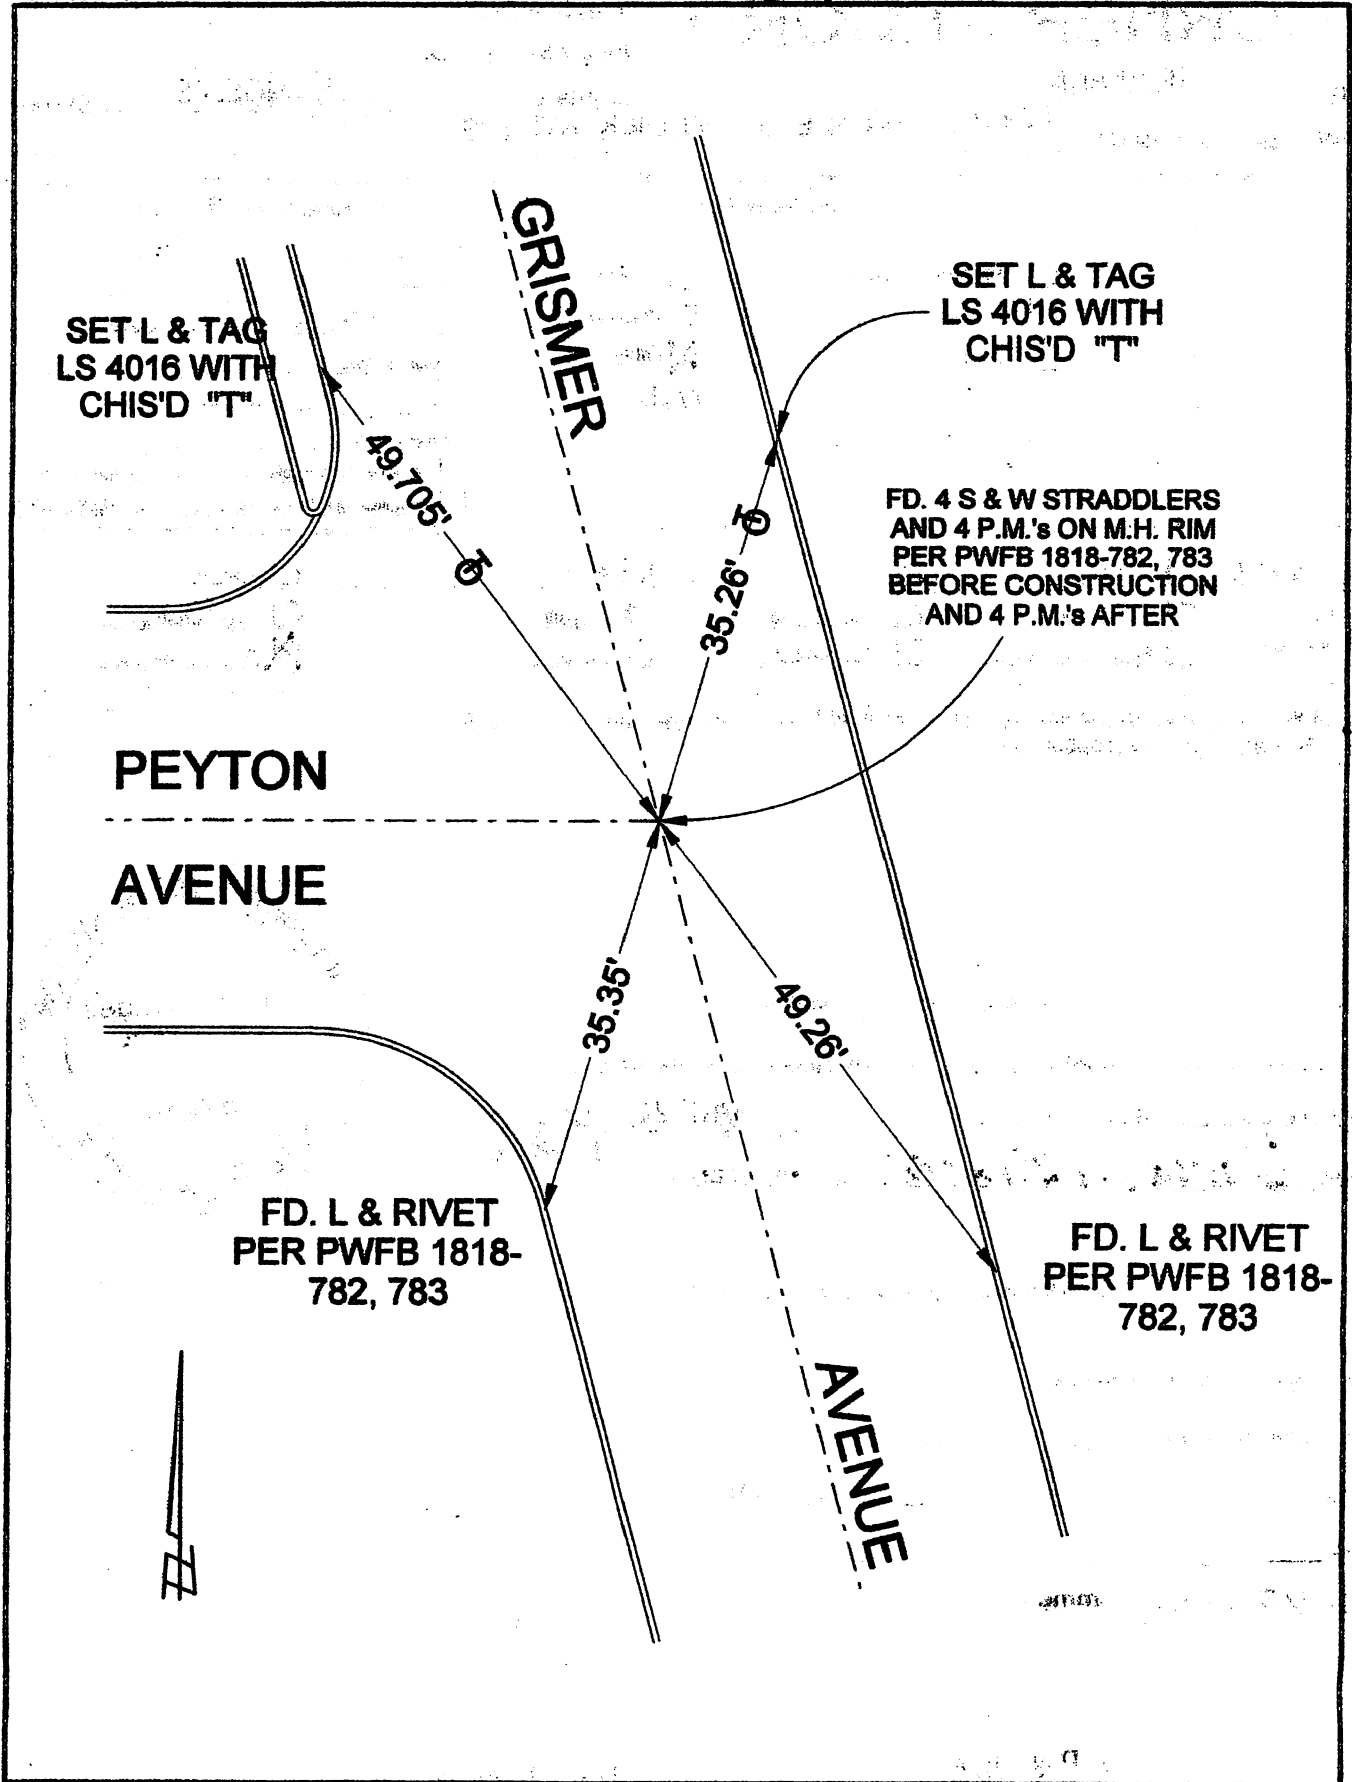 GRISMER
SET L & TAG
LS 4016 WITH
CHIS'D "T"
SET L & TAG
LS 4016 WITH
CHIS'D "T"
49.705'
35.26'
FD. 4 S & W STRADDLERS
AND 4 P.M.'s ON M.H. RIM
PER PWFB 1818-782, 783
BEFORE CONSTRUCTION
AND 4 P.M.'s AFTER
PEYTON
AVENUE
35.35'
49.26'
FD. L & RIVET
PER PWFB 1818-
782, 783
FD. L & RIVET
PER PWFB 1818-
782, 783
AVENUE